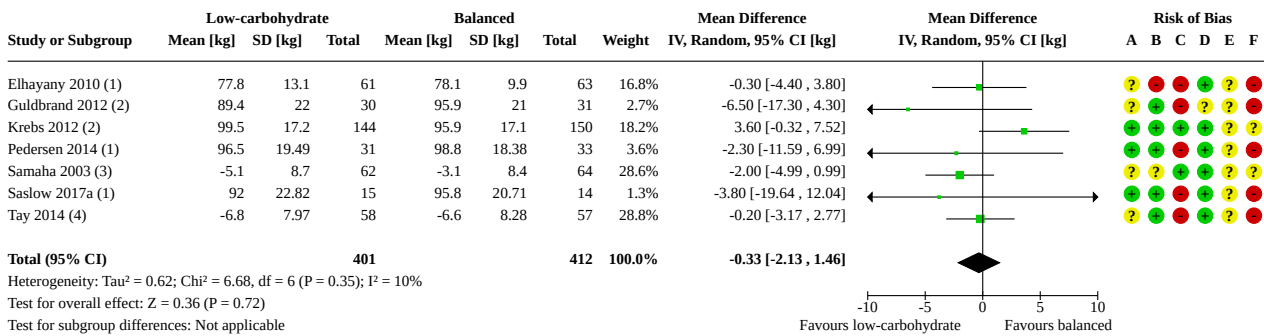 Low-carbohydrate Balanced Mean Difference Mean Difference Risk of Bias
Study or Subgroup Mean [kg] SD [kg] Total Mean [kg] SD [kg] Total Weight IV, Random, 95% CI [kg] IV, Random, 95% CI [kg] A B C D E F
Elhayany 2010 (1) 77.8 13.1 61 78.1 9.9 63 16.8% -0.30 [-4.40 , 3.80] ? - - + ? -
Guldbrand 2012 (2) 89.4 22 30 95.9 21 31 2.7% -6.50 [-17.30 , 4.30] ? + - ? ? -
Krebs 2012 (2) 99.5 17.2 144 95.9 17.1 150 18.2% 3.60 [-0.32 , 7.52] + + + + ? ?
Pedersen 2014 (1) 96.5 19.49 31 98.8 18.38 33 3.6% -2.30 [-11.59 , 6.99] + + - + ? -
Samaha 2003 (3) -5.1 8.7 62 -3.1 8.4 64 28.6% -2.00 [-4.99 , 0.99] ? ? + + ? -
Saslow 2017a (1) 92 22.82 15 95.8 20.71 14 1.3% -3.80 [-19.64 , 12.04] + + - + ? -
Tay 2014 (4) -6.8 7.97 58 -6.6 8.28 57 28.8% -0.20 [-3.17 , 2.77] ? + - + ? -
Total (95% CI) 401 412 100.0% -0.33 [-2.13 , 1.46]
Heterogeneity: Tau² = 0.62; Chi² = 6.68, df = 6 (P = 0.35); I² = 10%
Test for overall effect: Z = 0.36 (P = 0.72) -10 -5 0 5 10
Test for subgroup differences: Not applicable Favours low-carbohydrate Favours balanced